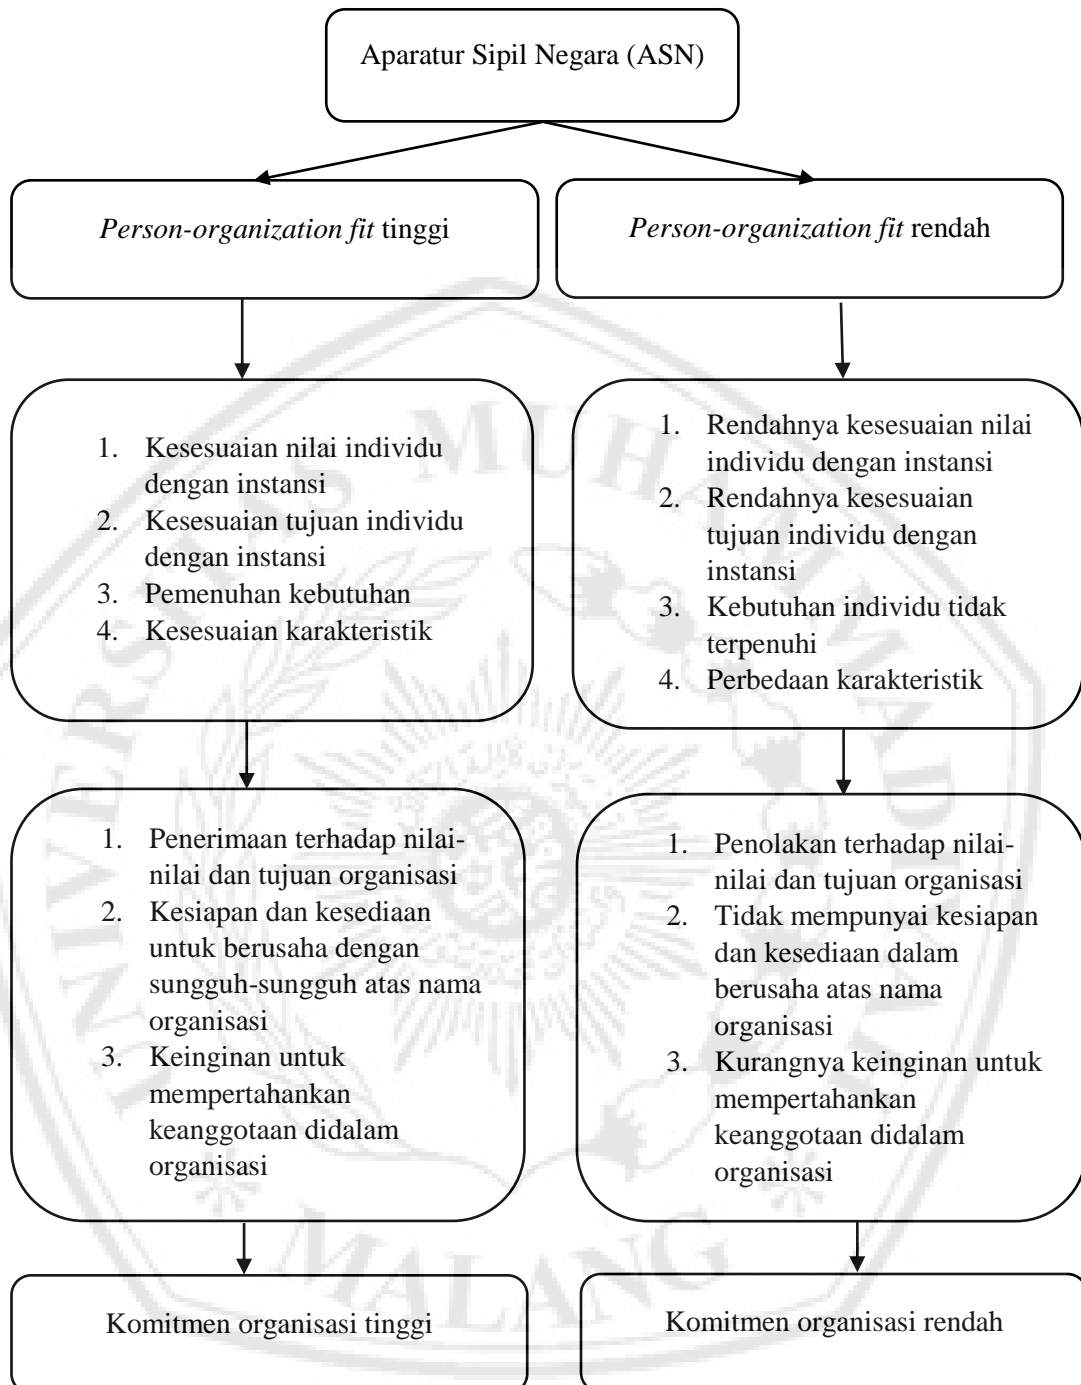 Aparatur Sipil Negara (ASN)
Person-organization fit tinggi
Person-organization fit rendah
1. Kesesuaian nilai individu
dengan instansi
2. Kesesuaian tujuan individu
dengan instansi
3. Pemenuhan kebutuhan
4. Kesesuaian karakteristik
1. Rendahnya kesesuaian nilai
individu dengan instansi
2. Rendahnya kesesuaian
tujuan individu dengan
instansi
3. Kebutuhan individu tidak
terpenuhi
4. Perbedaan karakteristik
1. Penerimaan terhadap nilai-
nilai dan tujuan organisasi
2. Kesiapan dan kesediaan
untuk berusaha dengan
sungguh-sungguh atas nama
organisasi
3. Keinginan untuk
mempertahankan
keanggotaan didalam
organisasi
1. Penolakan terhadap nilai-
nilai dan tujuan organisasi
2. Tidak mempunyai kesiapan
dan kesediaan dalam
berusaha atas nama
organisasi
3. Kurangnya keinginan untuk
mempertahankan
keanggotaan didalam
organisasi
Komitmen organisasi tinggi
Komitmen organisasi rendah
UNIVERSITAS MUHAMMADIYAH
MALANG